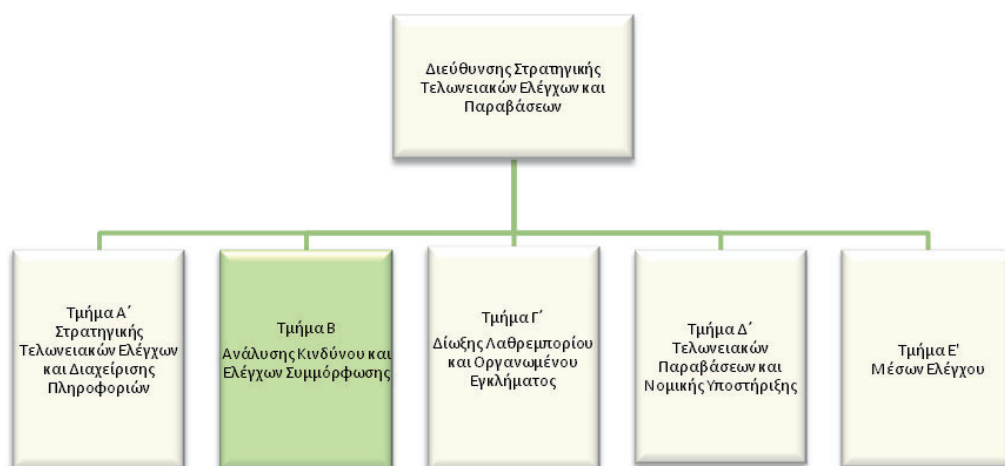 Διεύθυνσης Στρατηγικής
Τελωνειακών Ελέγχων και
Παραβάσεων
Τμήμα Α΄
Στρατηγικής
Τελωνειακών Ελέγχων
και Διαχείρισης
Πληροφοριών
Τμήμα Β
Ανάλυσης Κινδύνου και
Ελέγχων Συμμόρφωσης
Τμήμα Γ΄
Δίωξης Λαθρεμπορίου
και Οργανωμένου
Εγκλήματος
Τμήμα Δ΄
Τελωνειακών
Παραβάσεων και
Νομικής Υποστήριξης
Τμήμα Ε'
Μέσων Ελέγχου